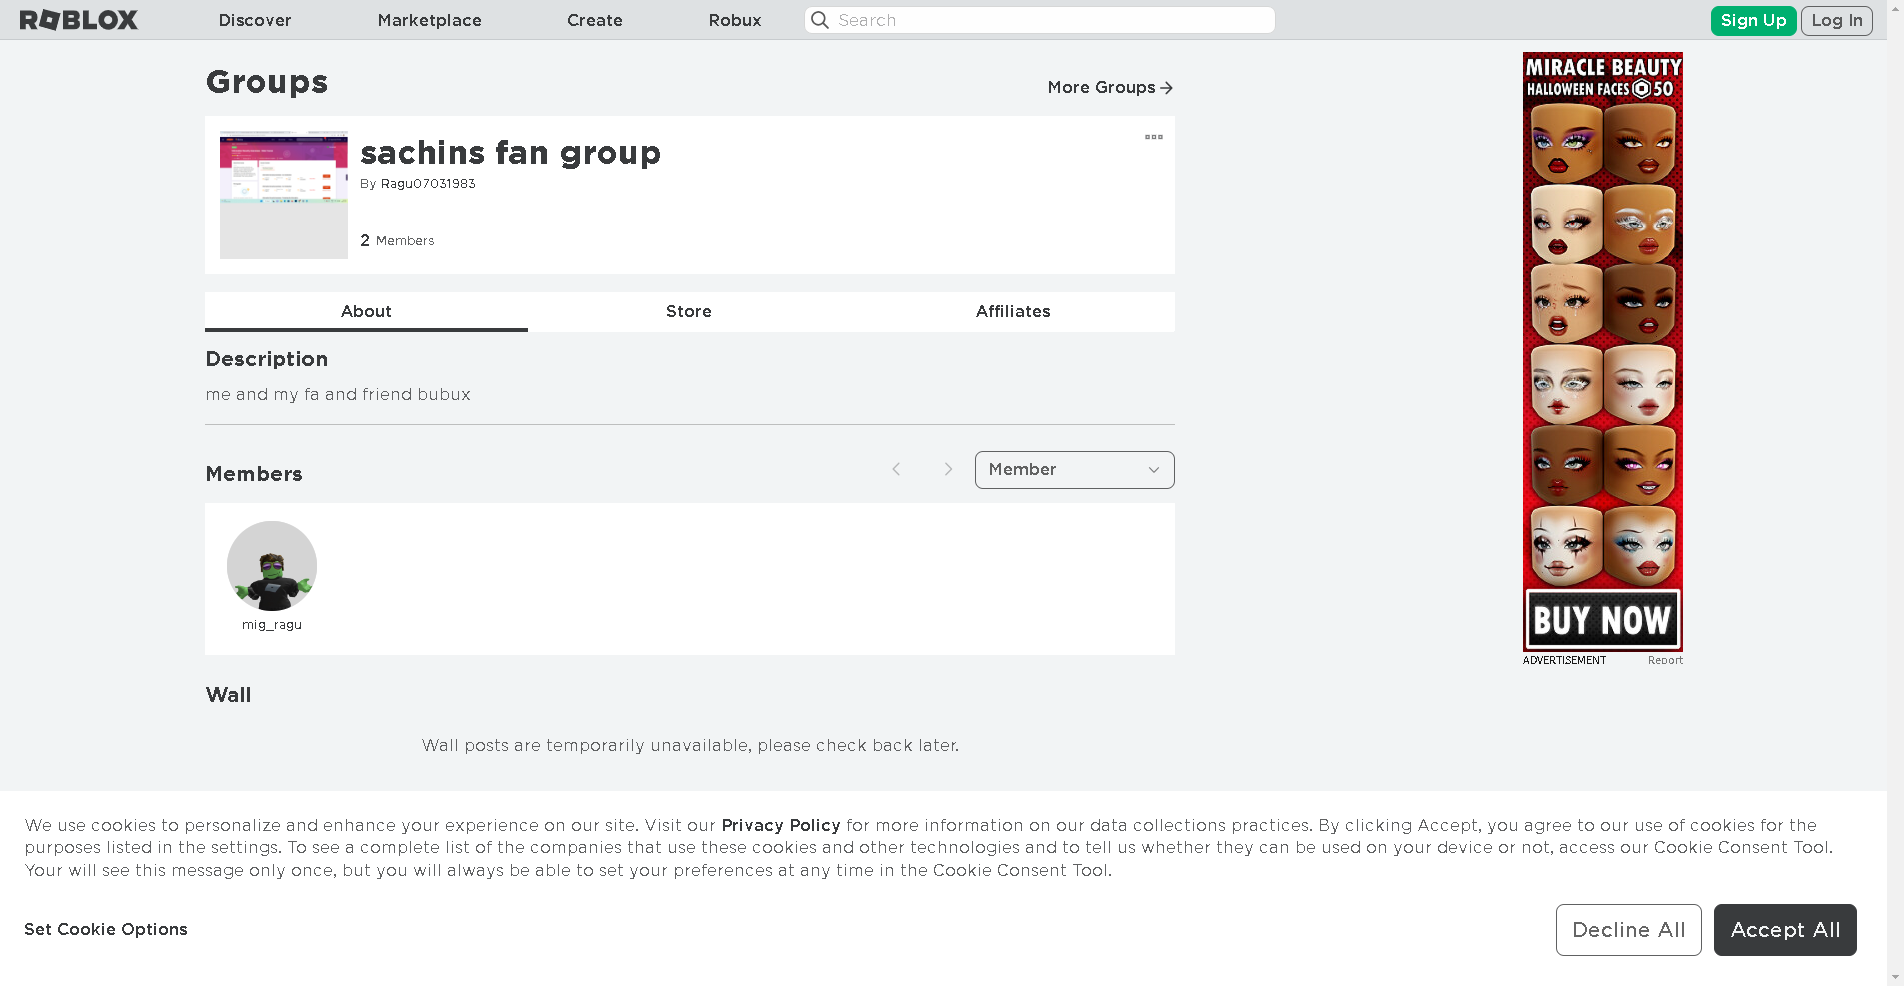 ROBLOX
Discover
Marketplace
Create
Robux
Search
Sign Up
Log In
Groups
More Groups
sachins fan group
By Ragu07031983
2 Members
About
Store
Affiliates
Description
me and my fa and friend bubux
Members
Member
mig_ragu
Wall
Wall posts are temporarily unavailable, please check back later.
MIRACLE BEAUTY
HALLOWEEN FACES 50
BUY NOW
ADVERTISEMENT
Report
We use cookies to personalize and enhance your experience on our site. Visit our Privacy Policy for more information on our data collections practices. By clicking Accept, you agree to our use of cookies for the
purposes listed in the settings. To see a complete list of the companies that use these cookies and other technologies and to tell us whether they can be used on your device or not, access our Cookie Consent Tool.
Your will see this message only once, but you will always be able to set your preferences at any time in the Cookie Consent Tool.
Set Cookie Options
Decline All
Accept All